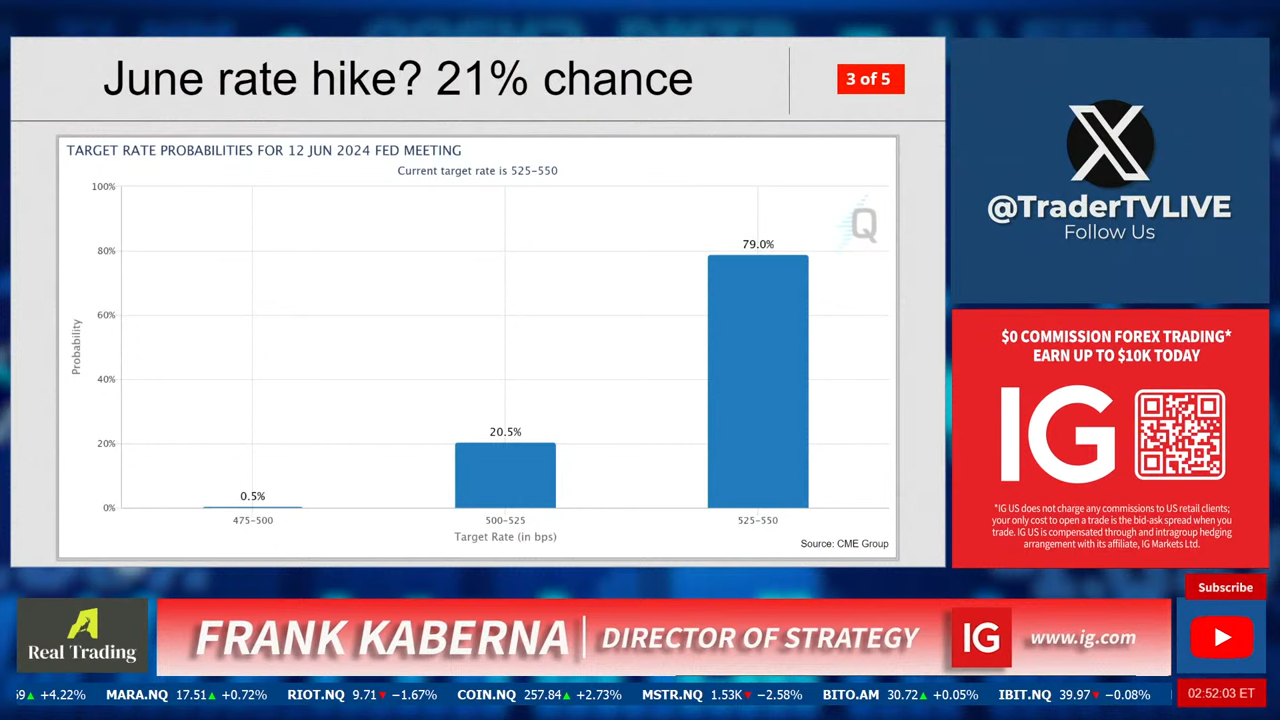 June rate hike? 21% chance
3 of 5
TARGET RATE PROBABILITIES FOR 12 JUN 2024 FED MEETING
Current target rate is 525-550
Q
Probability
100%
80%
60%
40%
20%
0%
0.5%
20.5%
79.0%
475-500
500-525
525-550
Target Rate (in bps)
Source: CME Group
X
@TraderTVLIVE
Follow Us
$0 COMMISSION FOREX TRADING*
EARN UP TO $10K TODAY
IG
*IG US does not charge any commissions to US retail clients;
your only cost to open a trade is the bid-ask spread when you
trade. IG US is compensated through and intragroup hedging
arrangement with its affiliate, IG Markets Ltd.
Subscribe
Real Trading
FRANK KABERNA | DIRECTOR OF STRATEGY
IG
www.ig.com
▲ +4.22% MARA.NQ 17.51▲ +0.72% RIOT.NQ 9.71▼ −1.67% COIN.NQ 257.84▲ +2.73% MSTR.NQ 1.53K▼ −2.58% BITO.AM 30.72▲ +0.05% IBIT.NQ 39.97▼ −0.08%
02:52:03 ET